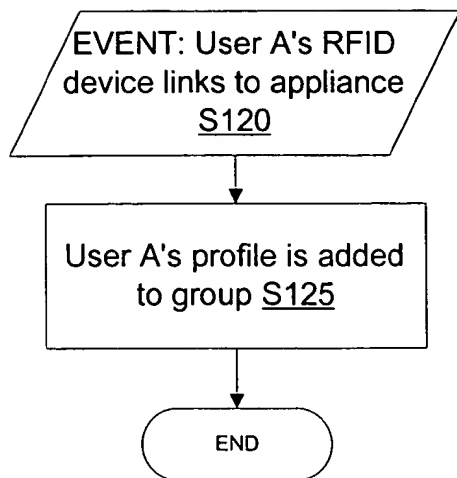 EVENT: User A's RFID
device links to appliance
S120
User A's profile is added
to group S125
END